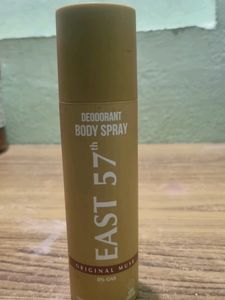 DEODORANT
BODY SPRAY
EAST 57th
ORIGINAL MUSK
0% GAS